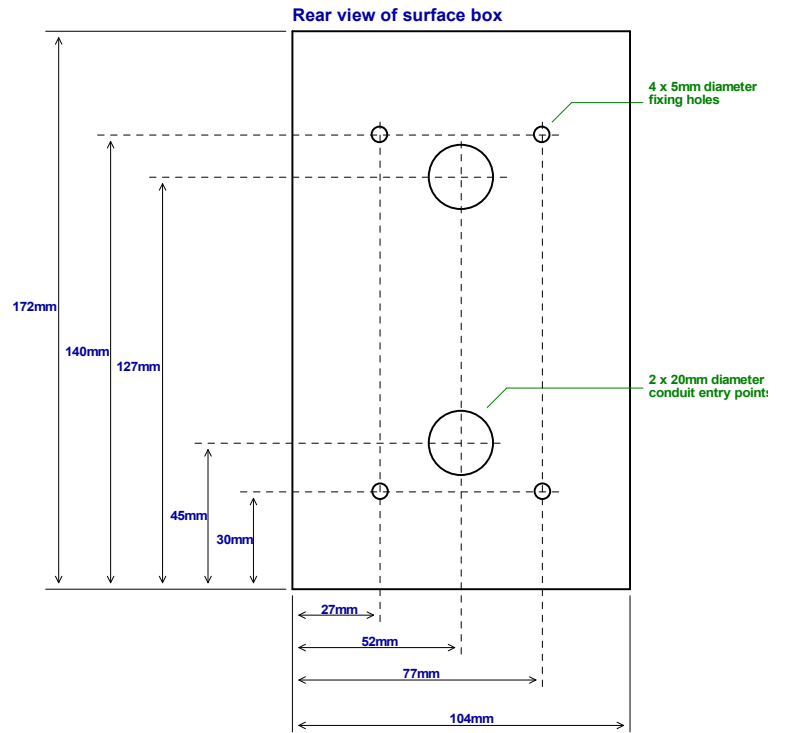 Rear view of surface box
4 x 5mm diameter
fixing holes
172mm
140mm
127mm
2 x 20mm diameter
conduit entry points
45mm
30mm
27mm
52mm
77mm
104mm